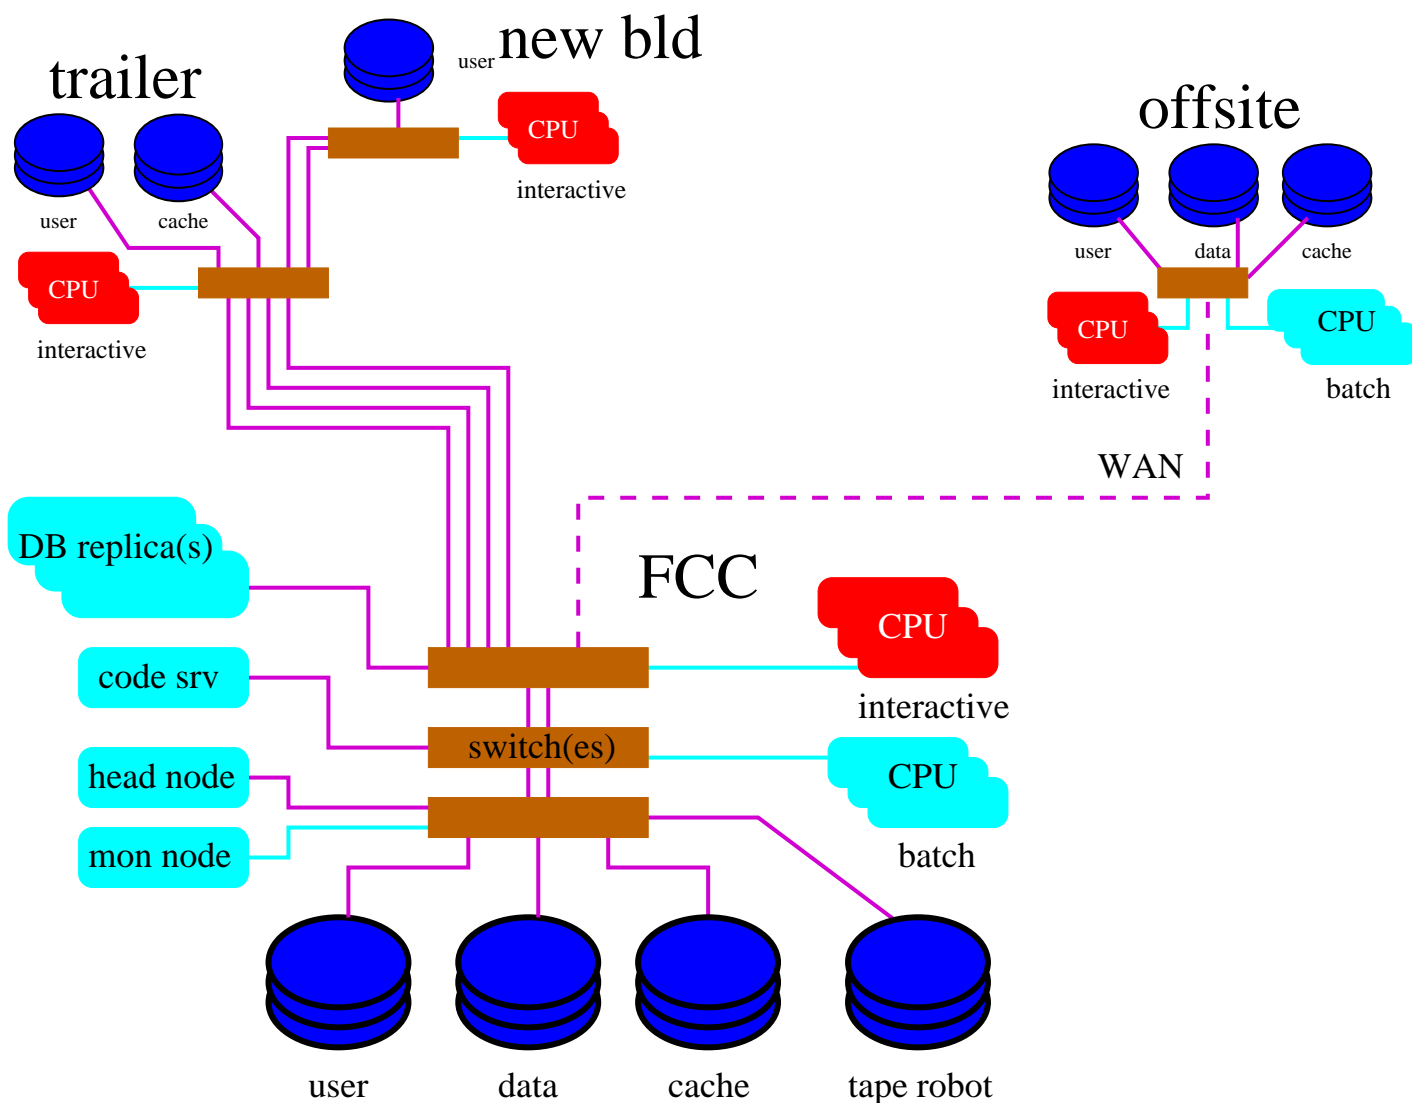 new bld
user
trailer
CPU
offsite
interactive
user
cache
user
data
cache
CPU
CPU
CPU
interactive
interactive
batch
WAN
DB replica(s)
FCC
CPU
code srv
interactive
switch(es)
head node
CPU
mon node
batch
user
data
cache
tape robot